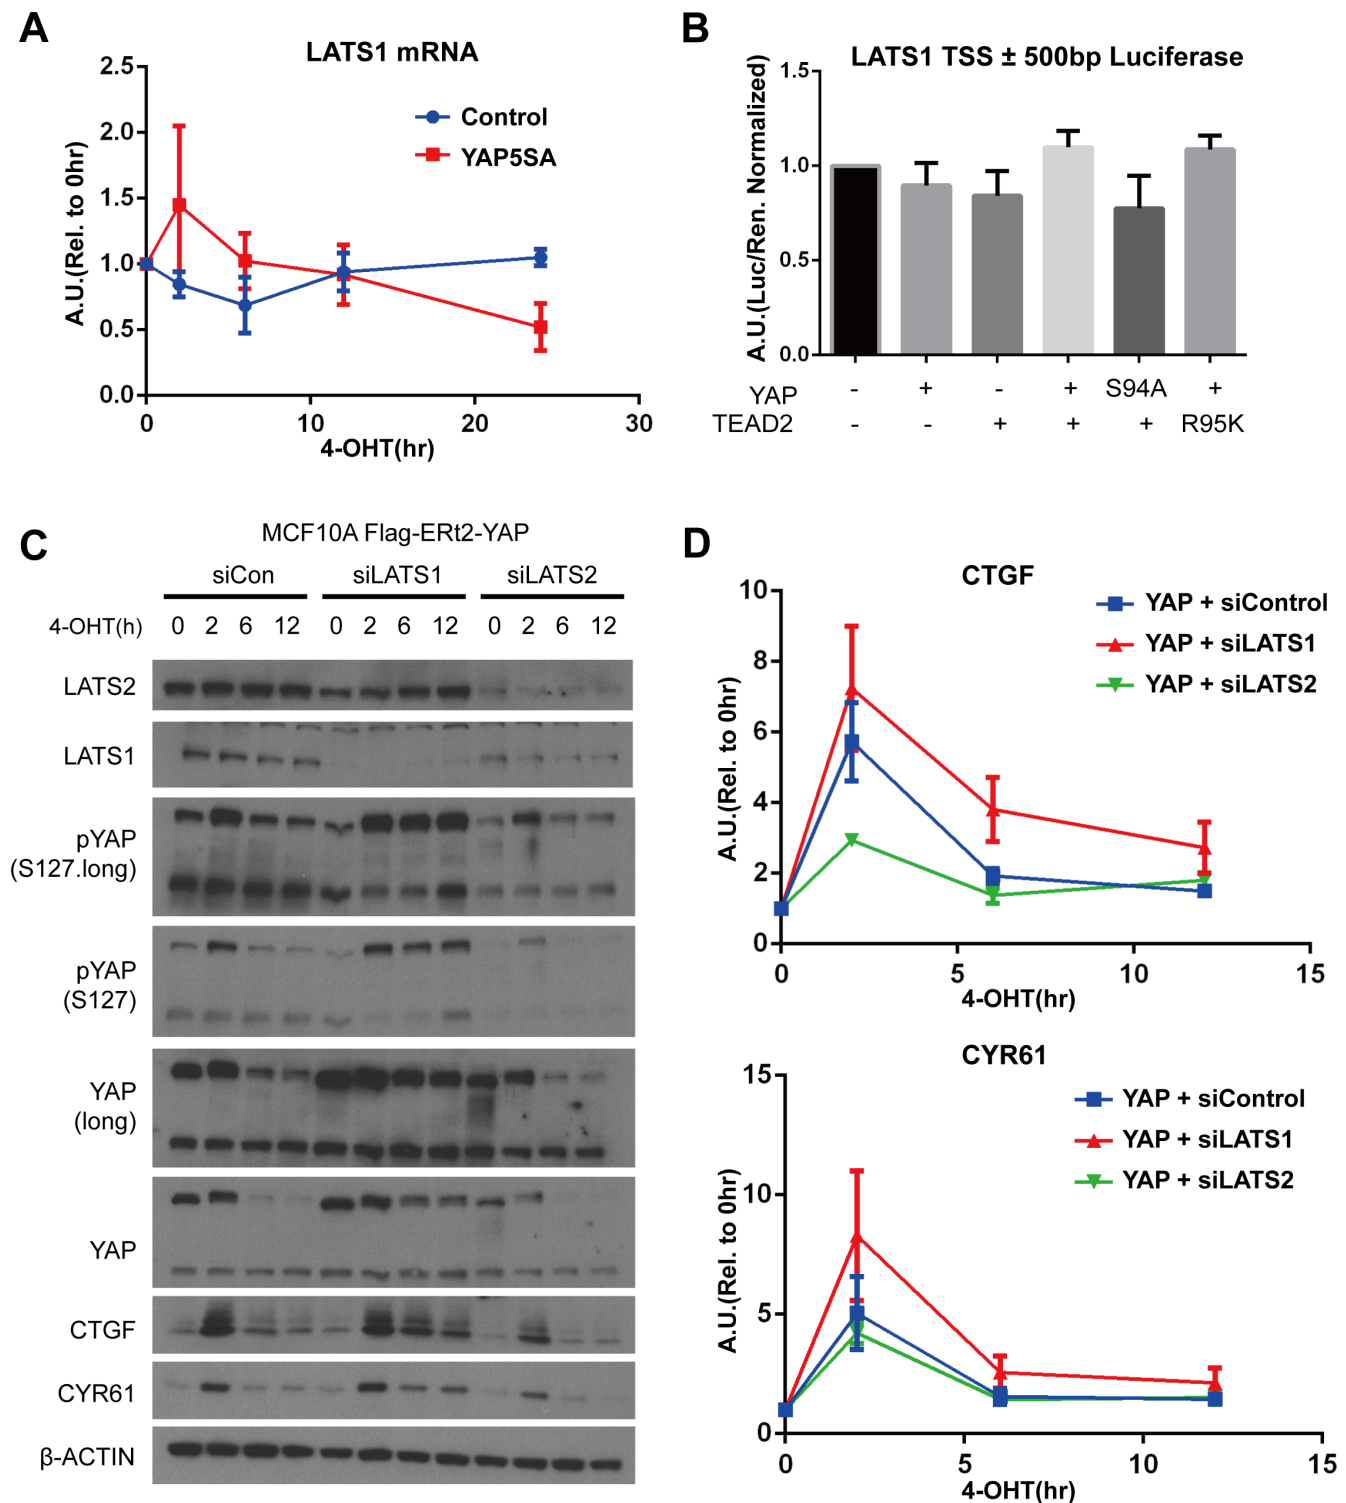 A
LATS1 mRNA
2.5
2.0
1.5
1.0
0.5
0.0
A.U.(Rel. to 0hr)
Control
YAP5SA
0 10 20 30
4-OHT(hr)
B
LATS1 TSS ± 500bp Luciferase
1.5
1.0
0.5
0.0
A.U.(Luc/Ren. Normalized)
YAP - + - + S94A +
TEAD2 - - + + + R95K
C
MCF10A Flag-ERt2-YAP
siCon siLATS1 siLATS2
4-OHT(h) 0 2 6 12 0 2 6 12 0 2 6 12
LATS2
LATS1
pYAP
(S127.long)
pYAP
(S127)
YAP
(long)
YAP
CTGF
CYR61
β-ACTIN
D
CTGF
10
8
6
4
2
0
A.U.(Rel. to 0hr)
YAP + siControl
YAP + siLATS1
YAP + siLATS2
0 5 10 15
4-OHT(hr)
CYR61
15
10
5
0
A.U.(Rel. to 0hr)
YAP + siControl
YAP + siLATS1
YAP + siLATS2
0 5 10 15
4-OHT(hr)